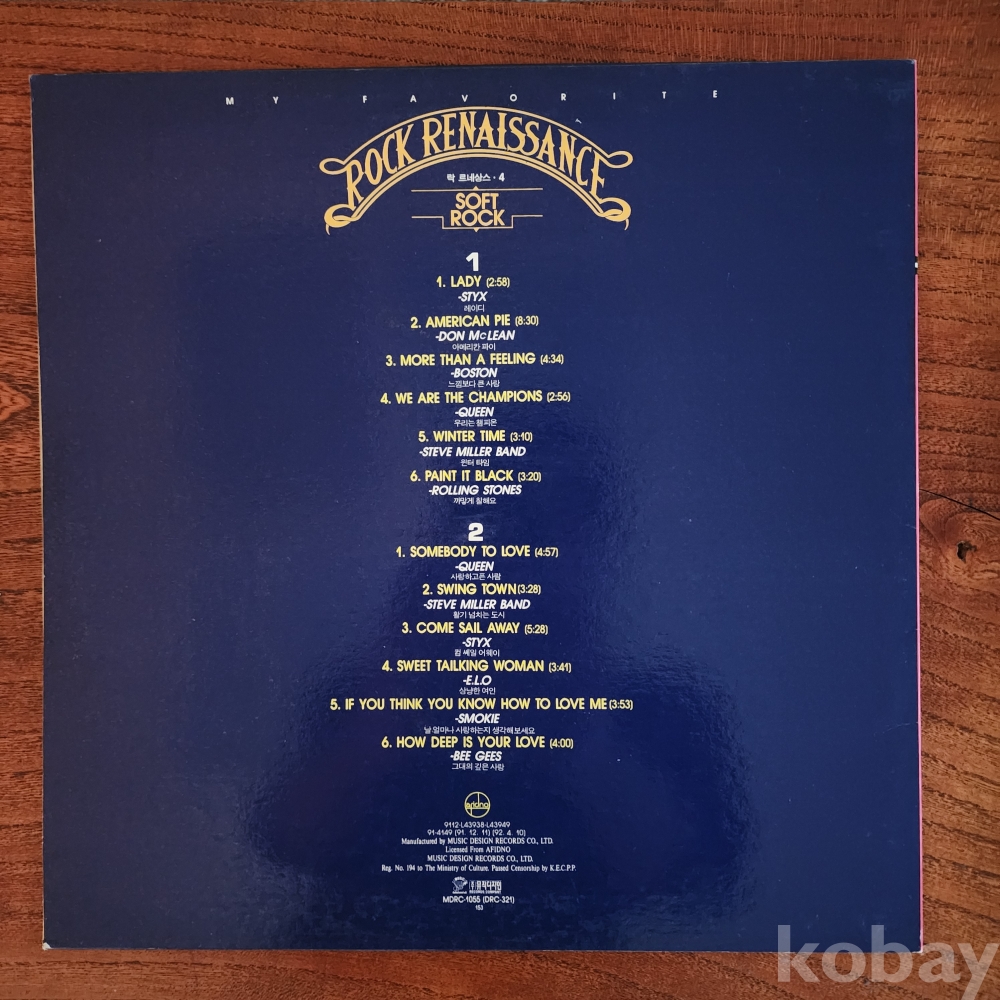 MY FAVORITE
ROCK RENAISSANCE
락 르네상스 · 4
SOFT
ROCK
1
1. LADY (2:58)
-STYX
레이디
2. AMERICAN PIE (8:30)
-DON McLEAN
아메리칸 파이
3. MORE THAN A FEELING (4:34)
-BOSTON
느낌보다 큰 사랑
4. WE ARE THE CHAMPIONS (2:56)
-QUEEN
우리는 챔피온
5. WINTER TIME (3:10)
-STEVE MILLER BAND
윈터 타임
6. PAINT IT BLACK (3:20)
-ROLLING STONES
까맣게 칠해요
2
1. SOMEBODY TO LOVE (4:57)
-QUEEN
사랑하고픈 사람
2. SWING TOWN (3:28)
-STEVE MILLER BAND
활기 넘치는 도시
3. COME SAIL AWAY (5:28)
-STYX
컴 쎄일 어웨이
4. SWEET TAILKING WOMAN (3:41)
-E.L.O
상냥한 여인
5. IF YOU THINK YOU KNOW HOW TO LOVE ME (3:53)
-SMOKIE
날 얼마나 사랑하는지 생각해보세요
6. HOW DEEP IS YOUR LOVE (4:00)
-BEE GEES
그대의 깊은 사랑
afidno
9112-L43938-L43949
91-4149 (91. 12. 11) (92. 4. 10)
Manufactured by MUSIC DESIGN RECORDS CO., LTD.
Licensed From AFIDNO
MUSIC DESIGN RECORDS CO., LTD.
Reg. No. 194 to The Ministry of Culture. Passed Censorship by K.E.C.P.P.
(주)뮤직디자인
MDRC-1055 (DRC-321)
153
kobay